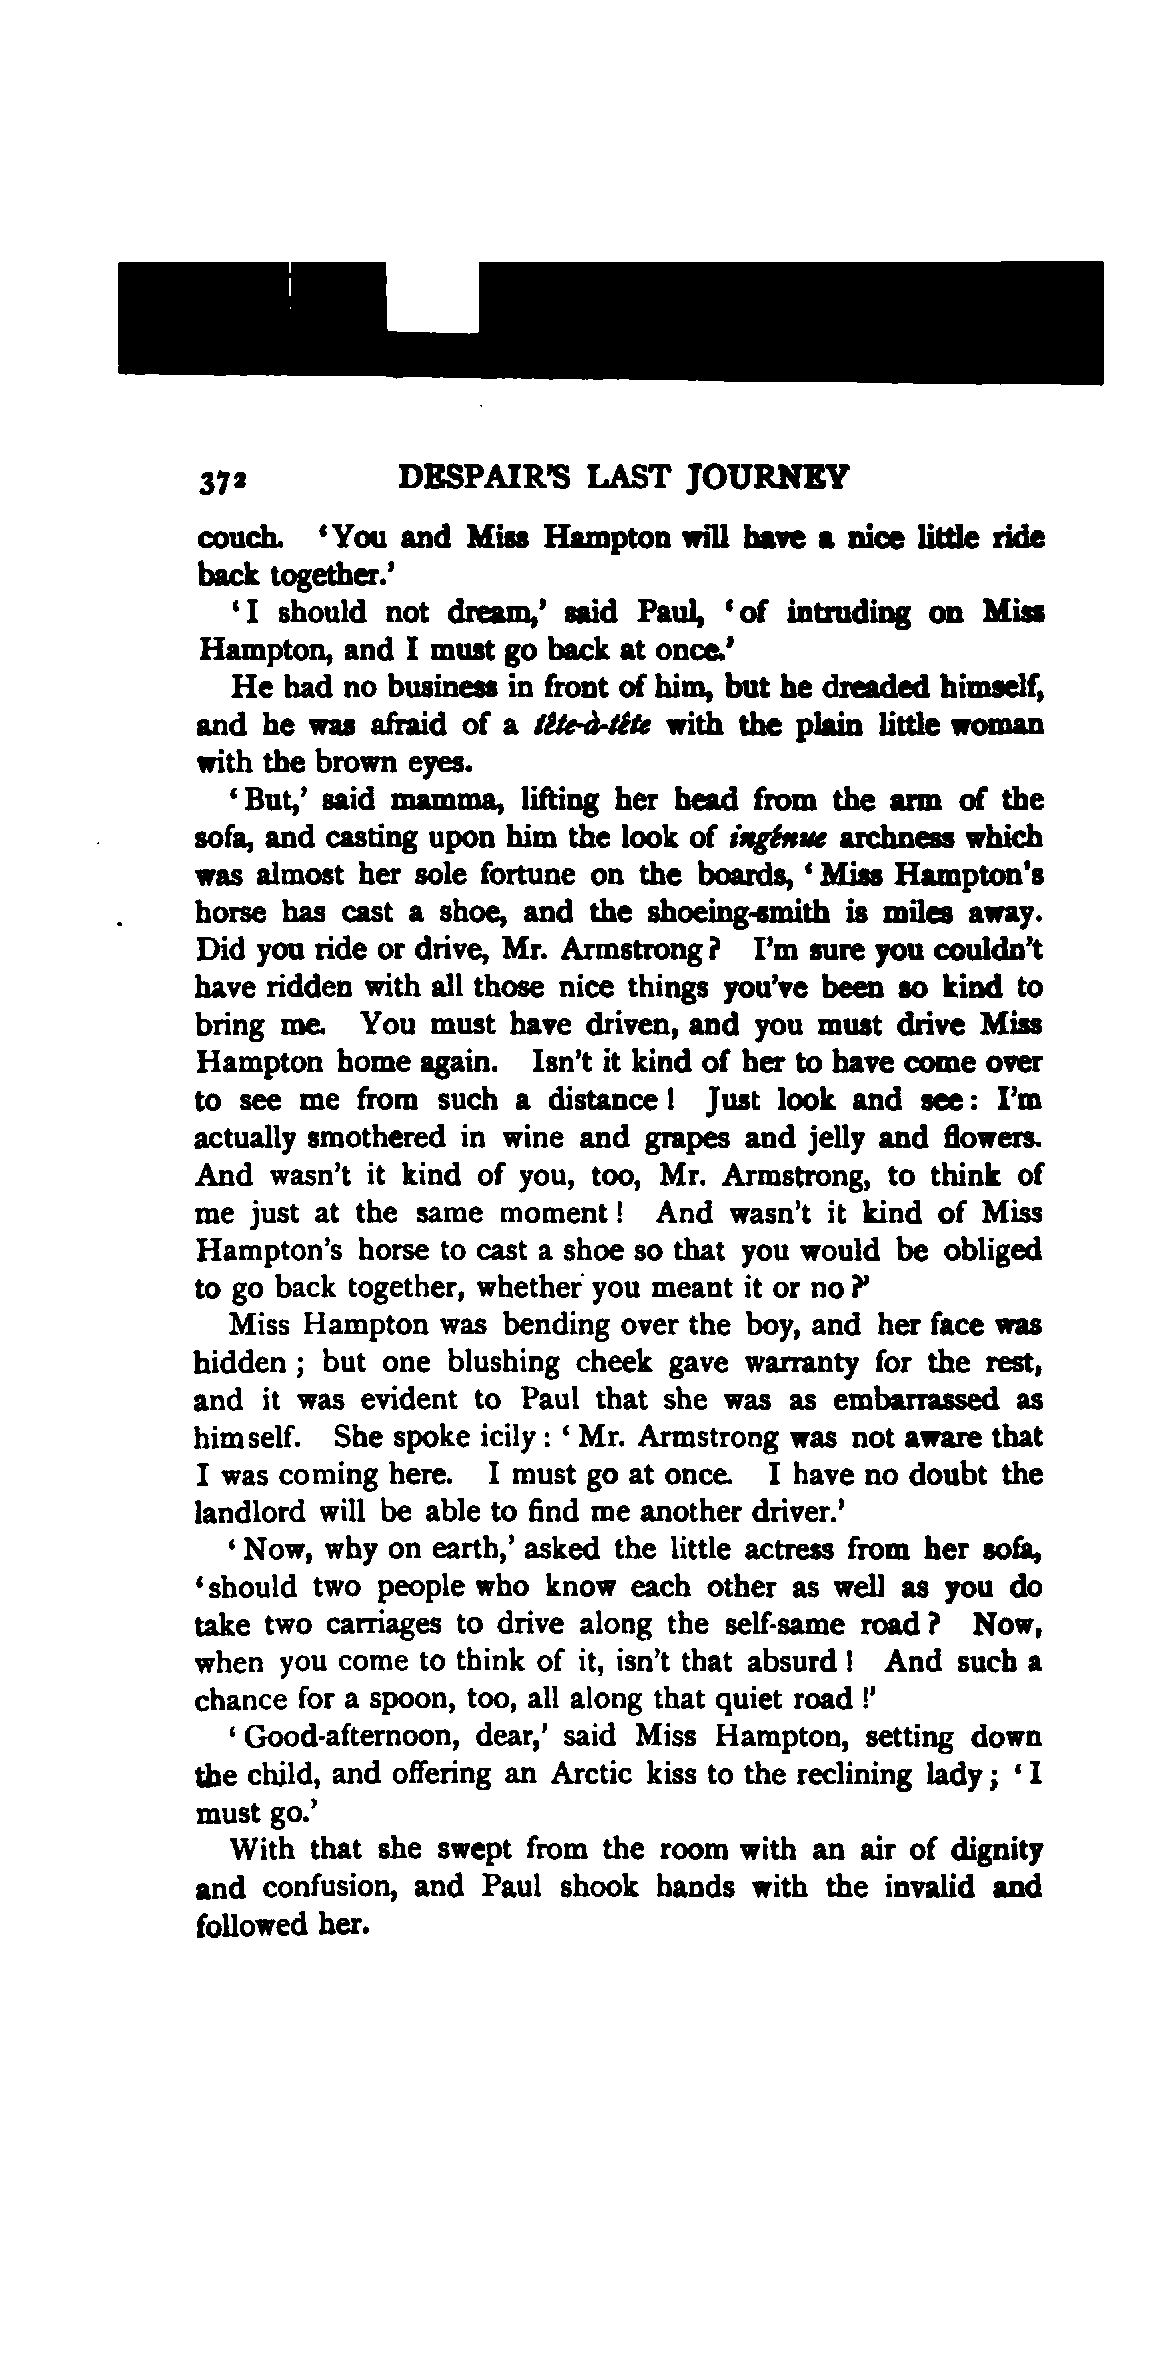 372 DESPAIR'S LAST JOURNEY
couch. 'You and Miss Hampton will have a nice little ride
back together.'
'I should not dream,' said Paul, 'of intruding on Miss
Hampton, and I must go back at once.'
He had no business in front of him, but he dreaded himself,
and he was afraid of a tête-à-tête with the plain little woman
with the brown eyes.
'But,' said mamma, lifting her head from the arm of the
sofa, and casting upon him the look of ingénue archness which
was almost her sole fortune on the boards, 'Miss Hampton's
horse has cast a shoe, and the shoeing-smith is miles away.
Did you ride or drive, Mr. Armstrong? I'm sure you couldn't
have ridden with all those nice things you've been so kind to
bring me. You must have driven, and you must drive Miss
Hampton home again. Isn't it kind of her to have come over
to see me from such a distance! Just look and see: I'm
actually smothered in wine and grapes and jelly and flowers.
And wasn't it kind of you, too, Mr. Armstrong, to think of
me just at the same moment! And wasn't it kind of Miss
Hampton's horse to cast a shoe so that you would be obliged
to go back together, whether you meant it or no?'
Miss Hampton was bending over the boy, and her face was
hidden; but one blushing cheek gave warranty for the rest,
and it was evident to Paul that she was as embarrassed as
himself. She spoke icily: 'Mr. Armstrong was not aware that
I was coming here. I must go at once. I have no doubt the
landlord will be able to find me another driver.'
'Now, why on earth,' asked the little actress from her sofa,
'should two people who know each other as well as you do
take two carriages to drive along the self-same road? Now,
when you come to think of it, isn't that absurd! And such a
chance for a spoon, too, all along that quiet road!'
'Good-afternoon, dear,' said Miss Hampton, setting down
the child, and offering an Arctic kiss to the reclining lady; 'I
must go.'
With that she swept from the room with an air of dignity
and confusion, and Paul shook hands with the invalid and
followed her.